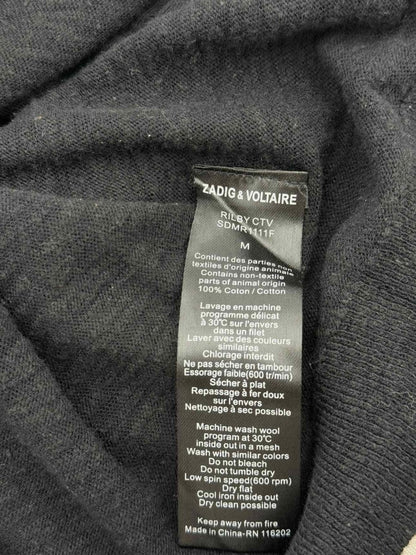 ZADIG & VOLTAIRE
RILBY CTV
SDMR1111F
M
Contient des parties non
textiles d'origine animale
Contains non-textile
parts of animal origin
100% Coton / Cotton
Lavage en machine
programme délicat
à 30°C sur l'envers
dans un filet
Laver avec des couleurs
similaires
Chlorage interdit
Ne pas sécher en tambour
Essorage faible(600 tr/min)
Sécher à plat
Repassage à fer doux
sur l'envers
Nettoyage à sec possible
Machine wash wool
program at 30°C
inside out in a mesh
Wash with similar colors
Do not bleach
Do not tumble dry
Low spin speed(600 rpm)
Dry flat
Cool iron inside out
Dry clean possible
Keep away from fire
Made in China-RN 116202